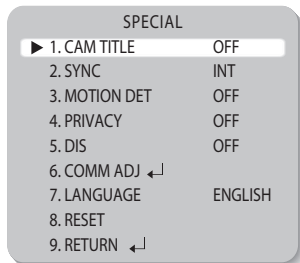 SPECIAL
▶ 1. CAM TITLE OFF
2. SYNC INT
3. MOTION DET OFF
4. PRIVACY OFF
5. DIS OFF
6. COMM ADJ ↵
7. LANGUAGE ENGLISH
8. RESET
9. RETURN ↵